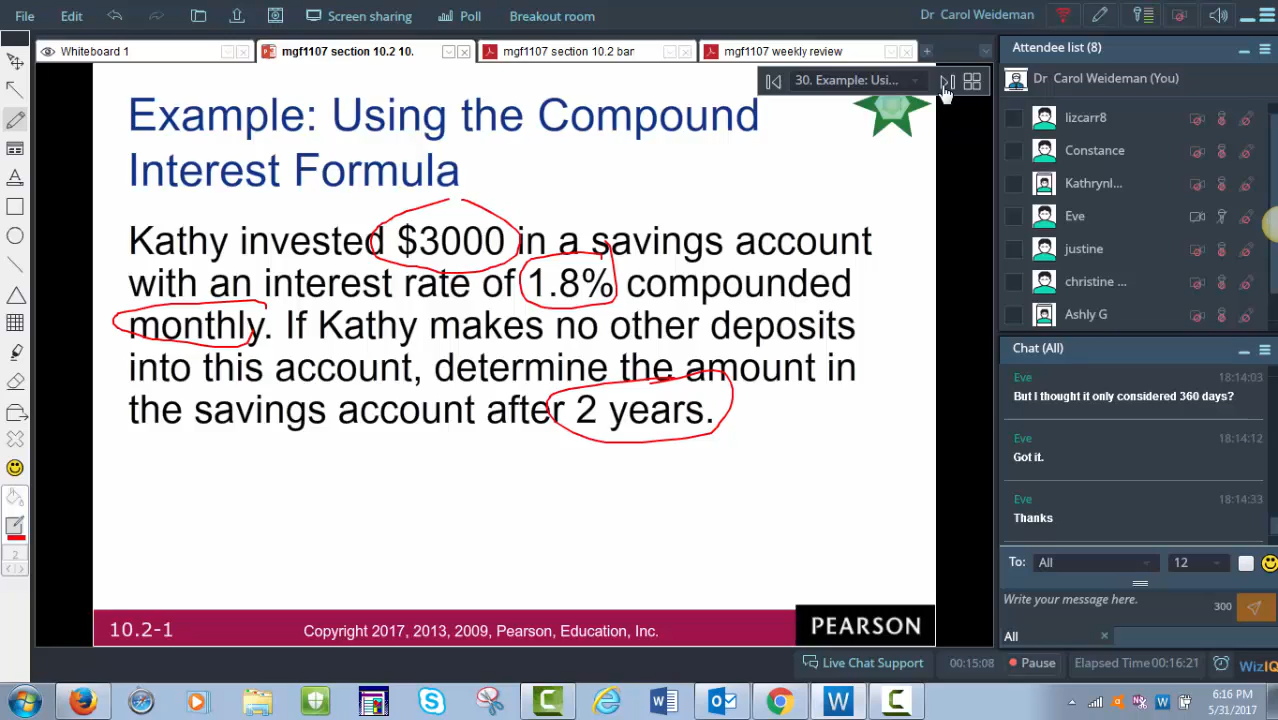 File Edit Screen sharing Poll Breakout room Dr Carol Weideman
Whiteboard 1 mgf1107 section 10.2 10. mgf1107 section 10.2 bar mgf1107 weekly review
30. Example: Usi...
Example: Using the Compound
Interest Formula
Kathy invested $3000 in a savings account
with an interest rate of 1.8% compounded
monthly. If Kathy makes no other deposits
into this account, determine the amount in
the savings account after 2 years.
10.2-1 Copyright 2017, 2013, 2009, Pearson, Education, Inc. PEARSON
2
Attendee list (8)
Dr Carol Weideman (You)
lizcarr8
Constance
Kathrynl...
Eve
justine
christine ...
Ashly G
Chat (All)
Eve 18:14:03
But I thought it only considered 360 days?
Eve 18:14:12
Got it.
Eve 18:14:33
Thanks
To: All 12
Write your message here. 300
All
Live Chat Support 00:15:08 Pause Elapsed Time 00:16:21 WizIQ
6:16 PM
5/31/2017